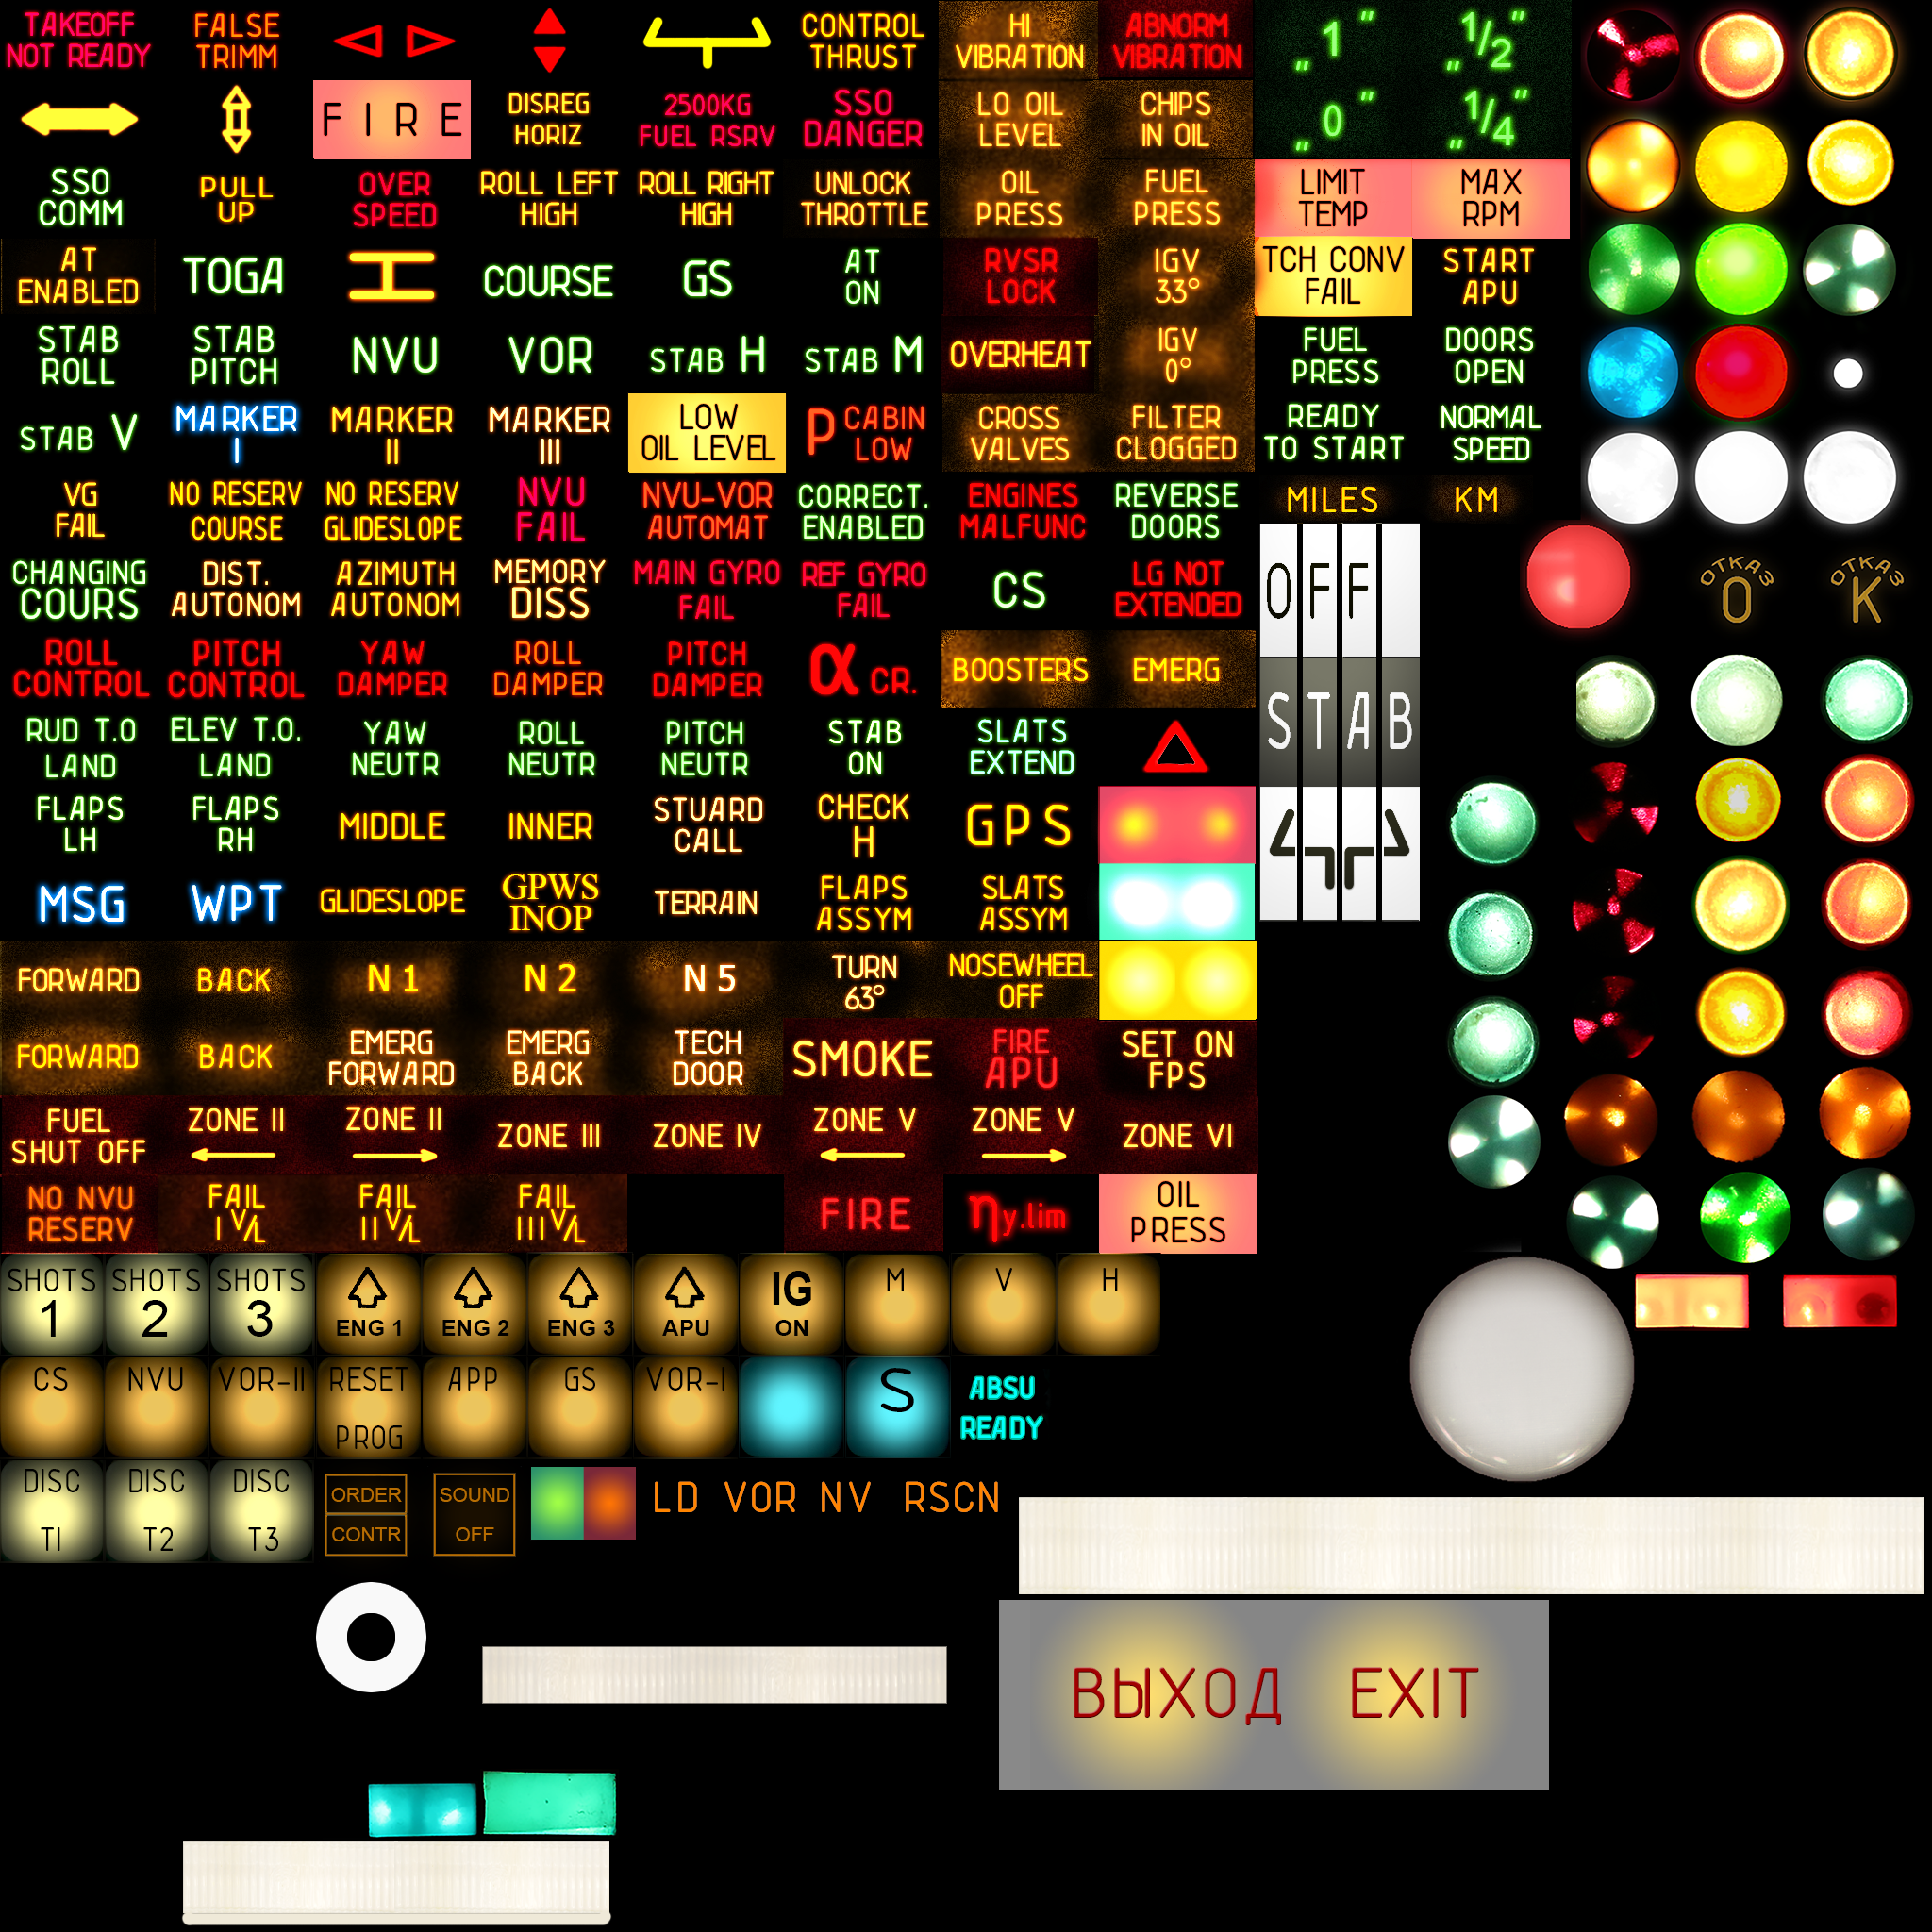 TAKEOFF
NOT READY
FALSE
TRIMM
CONTROL
THRUST
HI
VIBRATION
ABNORM
VIBRATION
„1”
„1/2”
FIRE
DISREG
HORIZ
2500KG
FUEL RSRV
SSO
DANGER
LO OIL
LEVEL
CHIPS
IN OIL
„0”
„1/4”
SSO
COMM
PULL
UP
OVER
SPEED
ROLL LEFT
HIGH
ROLL RIGHT
HIGH
UNLOCK
THROTTLE
OIL
PRESS
FUEL
PRESS
LIMIT
TEMP
MAX
RPM
AT
ENABLED
TOGA
COURSE
GS
AT
ON
RVSR
LOCK
IGV
33°
TCH CONV
FAIL
START
APU
STAB
ROLL
STAB
PITCH
NVU
VOR
STAB H
STAB M
OVERHEAT
IGV
0°
FUEL
PRESS
DOORS
OPEN
STAB V
MARKER
I
MARKER
II
MARKER
III
LOW
OIL LEVEL
P CABIN
LOW
CROSS
VALVES
FILTER
CLOGGED
READY
TO START
NORMAL
SPEED
VG
FAIL
NO RESERV
COURSE
NO RESERV
GLIDESLOPE
NVU
FAIL
NVU-VOR
AUTOMAT
CORRECT.
ENABLED
ENGINES
MALFUNC
REVERSE
DOORS
MILES
KM
CHANGING
COURS
DIST.
AUTONOM
AZIMUTH
AUTONOM
MEMORY
DISS
MAIN GYRO
FAIL
REF GYRO
FAIL
CS
LG NOT
EXTENDED
OFF
ОТКАЗ
О
ОТКАЗ
К
ROLL
CONTROL
PITCH
CONTROL
YAW
DAMPER
ROLL
DAMPER
PITCH
DAMPER
α CR.
BOOSTERS
EMERG
STAB
RUD T.O
LAND
ELEV T.O.
LAND
YAW
NEUTR
ROLL
NEUTR
PITCH
NEUTR
STAB
ON
SLATS
EXTEND
FLAPS
LH
FLAPS
RH
MIDDLE
INNER
STUARD
CALL
CHECK
H
GPS
MSG
WPT
GLIDESLOPE
GPWS
INOP
TERRAIN
FLAPS
ASSYM
SLATS
ASSYM
FORWARD
BACK
N 1
N 2
N 5
TURN
63°
NOSEWHEEL
OFF
FORWARD
BACK
EMERG
FORWARD
EMERG
BACK
TECH
DOOR
SMOKE
FIRE
APU
SET ON
FPS
FUEL
SHUT OFF
ZONE II
ZONE II
ZONE III
ZONE IV
ZONE V
ZONE V
ZONE VI
NO NVU
RESERV
FAIL
I V/L
FAIL
II V/L
FAIL
III V/L
FIRE
ηy.lim
OIL
PRESS
SHOTS
1
SHOTS
2
SHOTS
3
ENG 1
ENG 2
ENG 3
APU
IG
ON
M
V
H
CS
NVU
VOR-II
RESET
PROG
APP
GS
VOR-I
S
ABSU
READY
DISC
T1
DISC
T2
DISC
T3
ORDER
CONTR
SOUND
OFF
LD VOR NV RSCN
ВЫХОД EXIT